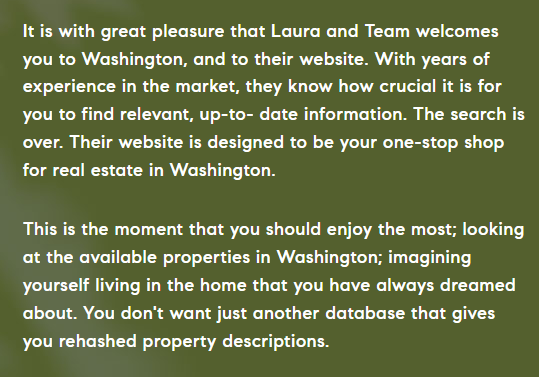 It is with great pleasure that Laura and Team welcomes
you to Washington, and to their website. With years of
experience in the market, they know how crucial it is for
you to find relevant, up-to- date information. The search is
over. Their website is designed to be your one-stop shop
for real estate in Washington.
This is the moment that you should enjoy the most; looking
at the available properties in Washington; imagining
yourself living in the home that you have always dreamed
about. You don't want just another database that gives
you rehashed property descriptions.